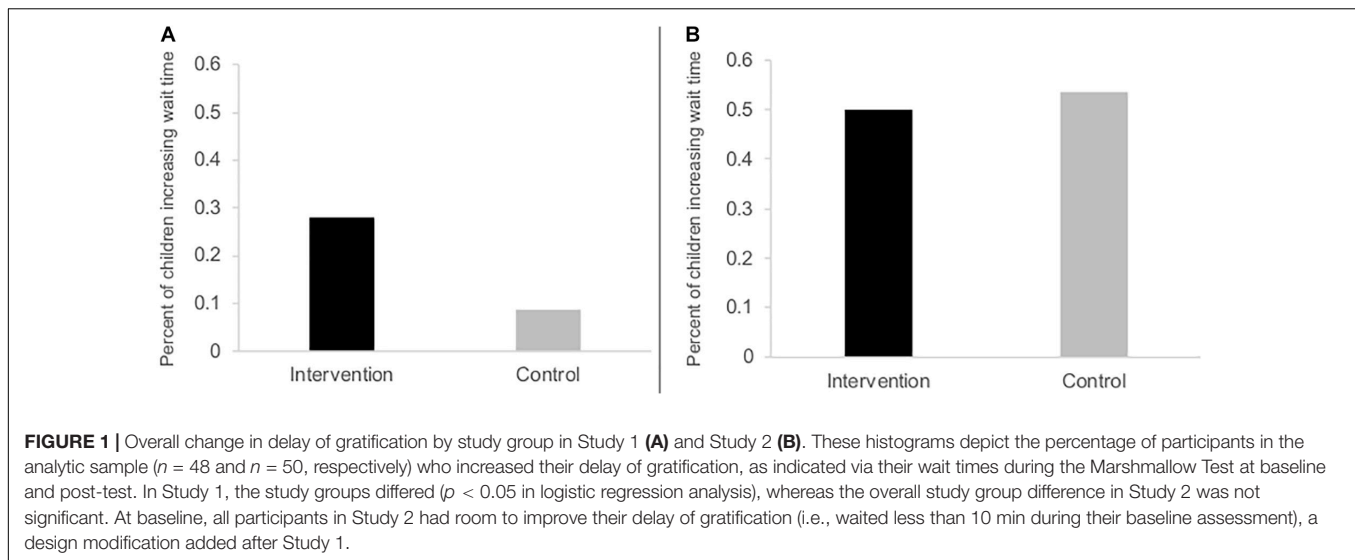 A
Percent of children increasing wait time
0.6
0.5
0.4
0.3
0.2
0.1
0
Intervention Control
B
Percent of children increasing wait time
0.6
0.5
0.4
0.3
0.2
0.1
0
Intervention Control
FIGURE 1 | Overall change in delay of gratification by study group in Study 1 (A) and Study 2 (B). These histograms depict the percentage of participants in the
analytic sample (n = 48 and n = 50, respectively) who increased their delay of gratification, as indicated via their wait times during the Marshmallow Test at baseline
and post-test. In Study 1, the study groups differed (p < 0.05 in logistic regression analysis), whereas the overall study group difference in Study 2 was not
significant. At baseline, all participants in Study 2 had room to improve their delay of gratification (i.e., waited less than 10 min during their baseline assessment), a
design modification added after Study 1.